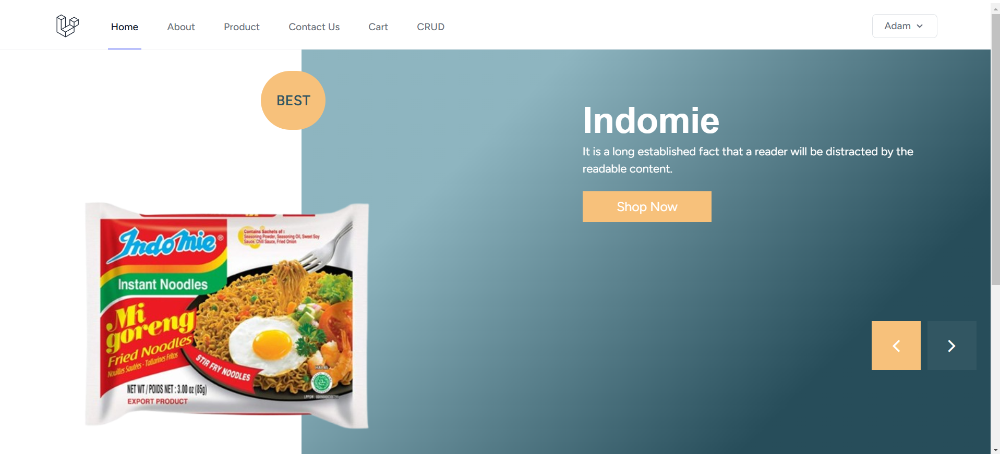 Home
About
Product
Contact Us
Cart
CRUD
Adam
BEST
Indomie
It is a long established fact that a reader will be distracted by the
readable content.
Shop Now
Indomie®
Contains Sachets of :
Seasoning Powder, Seasoning Oil, Sweet Soy
Sauce, Chili Sauce, Fried Onion
SERVING SUGGESTION
Instant Noodles
Mi
goreng
Fried Noodles
Nouilles Sautées - Tallarines Fritos
STIR FRY NOODLES
HALAL
NET WT / POIDS NET : 3.00 oz (85g)
EXPORT PRODUCT